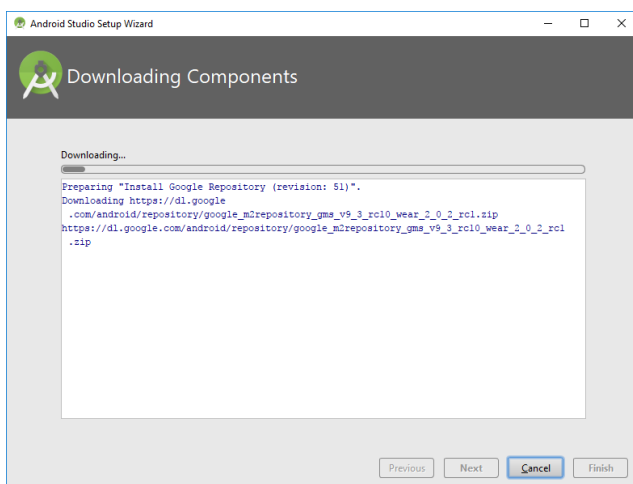 Android Studio Setup Wizard
Downloading Components
Downloading...
Preparing "Install Google Repository (revision: 51)".
Downloading https://dl.google
.com/android/repository/google_m2repository_gms_v9_3_rc10_wear_2_0_2_rc1.zip
https://dl.google.com/android/repository/google_m2repository_gms_v9_3_rc10_wear_2_0_2_rc1
.zip
Previous Next Cancel Finish